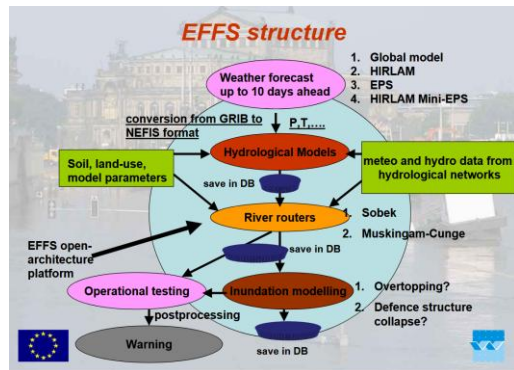 EFFS structure
Weather forecast
up to 10 days ahead
1. Global model
2. HIRLAM
3. EPS
4. HIRLAM Mini-EPS
conversion from GRIB to
NEFIS format
P,T,....
Hydrological Models
Soil, land-use,
model parameters
meteo and hydro data from
hydrological networks
save in DB
River routers
1. Sobek
2. Muskingam-Cunge
EFFS open-
architecture
platform
save in DB
Operational testing
Inundation modelling
1. Overtopping?
2. Defence structure
collapse?
postprocessing
Warning
save in DB